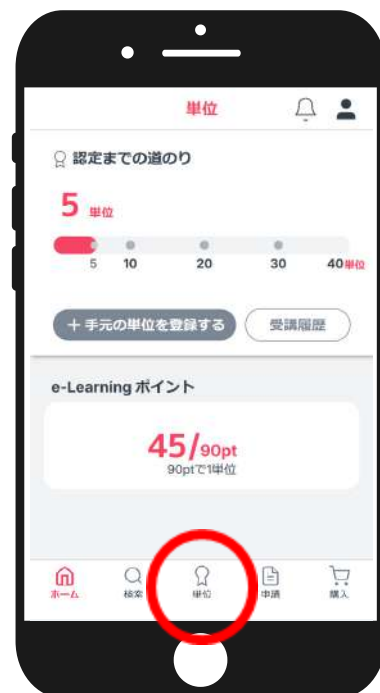 単位
認定までの道のり
5 単位
5 10 20 30 40単位
＋手元の単位を登録する 受講履歴
e-Learning ポイント
45/90pt
90ptで1単位
ホーム 検索 単位 申請 購入